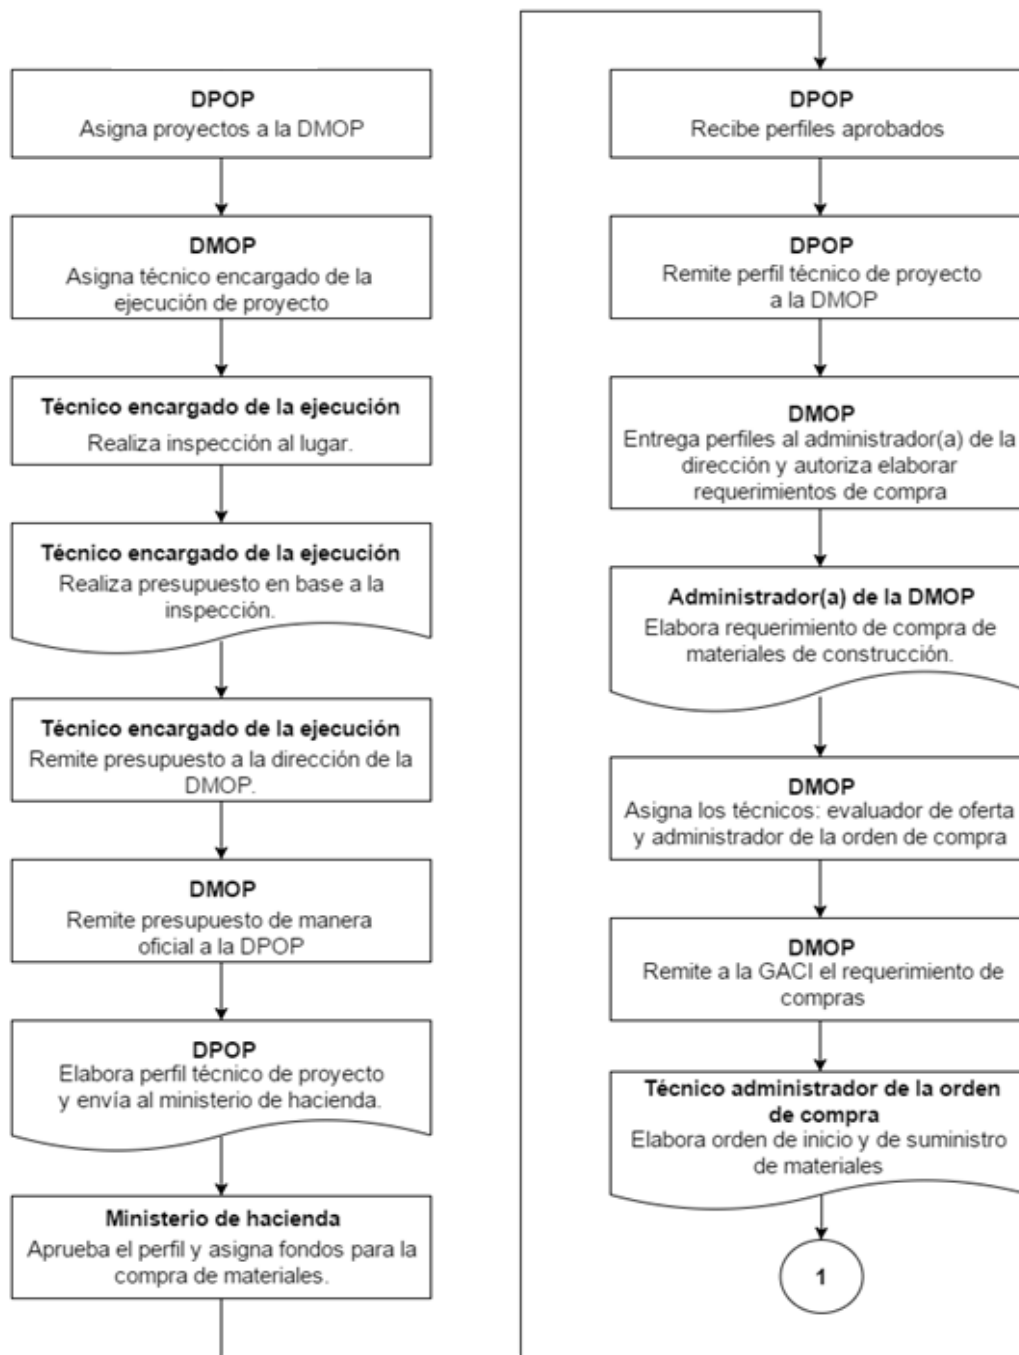 DPOP
Asigna proyectos a la DMOP
DMOP
Asigna técnico encargado de la
ejecución de proyecto
Técnico encargado de la ejecución
Realiza inspección al lugar.
Técnico encargado de la ejecución
Realiza presupuesto en base a la
inspección.
Técnico encargado de la ejecución
Remite presupuesto a la dirección de la
DMOP.
DMOP
Remite presupuesto de manera
oficial a la DPOP
DPOP
Elabora perfil técnico de proyecto
y envía al ministerio de hacienda.
Ministerio de hacienda
Aprueba el perfil y asigna fondos para la
compra de materiales.
DPOP
Recibe perfiles aprobados
DPOP
Remite perfil técnico de proyecto
a la DMOP
DMOP
Entrega perfiles al administrador(a) de la
dirección y autoriza elaborar
requerimientos de compra
Administrador(a) de la DMOP
Elabora requerimiento de compra de
materiales de construcción.
DMOP
Asigna los técnicos: evaluador de oferta
y administrador de la orden de compra
DMOP
Remite a la GACI el requerimiento de
compras
Técnico administrador de la orden
de compra
Elabora orden de inicio y de suministro
de materiales
1